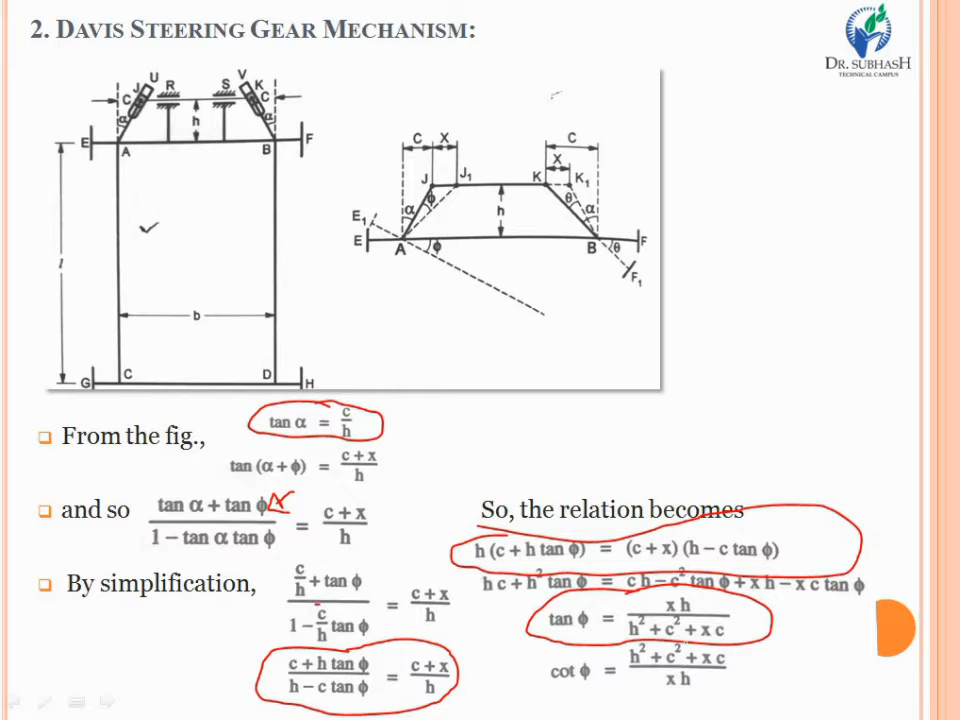 2. DAVIS STEERING GEAR MECHANISM:
DR. SUBHASH
TECHNICAL CAMPUS
U V
C J R S K C
α h α
E A B F
l
b
G C D H
C X C
X
J J₁ K K₁
α ϕ h θ α
E₁
E A ϕ B θ F
F₁
From the fig.,
tan α = c/h
tan (α + ϕ) = (c + x)/h
and so (tan α + tan ϕ)/(1 − tan α tan ϕ) = (c + x)/h
By simplification, (c/h + tan ϕ)/(1 − c/h tan ϕ) = (c + x)/h
(c + h tan ϕ)/(h − c tan ϕ) = (c + x)/h
So, the relation becomes
h (c + h tan ϕ) = (c + x) (h − c tan ϕ)
h c + h² tan ϕ = c h − c² tan ϕ + x h − x c tan ϕ
tan ϕ = x h/(h² + c² + x c)
cot ϕ = (h² + c² + x c)/x h